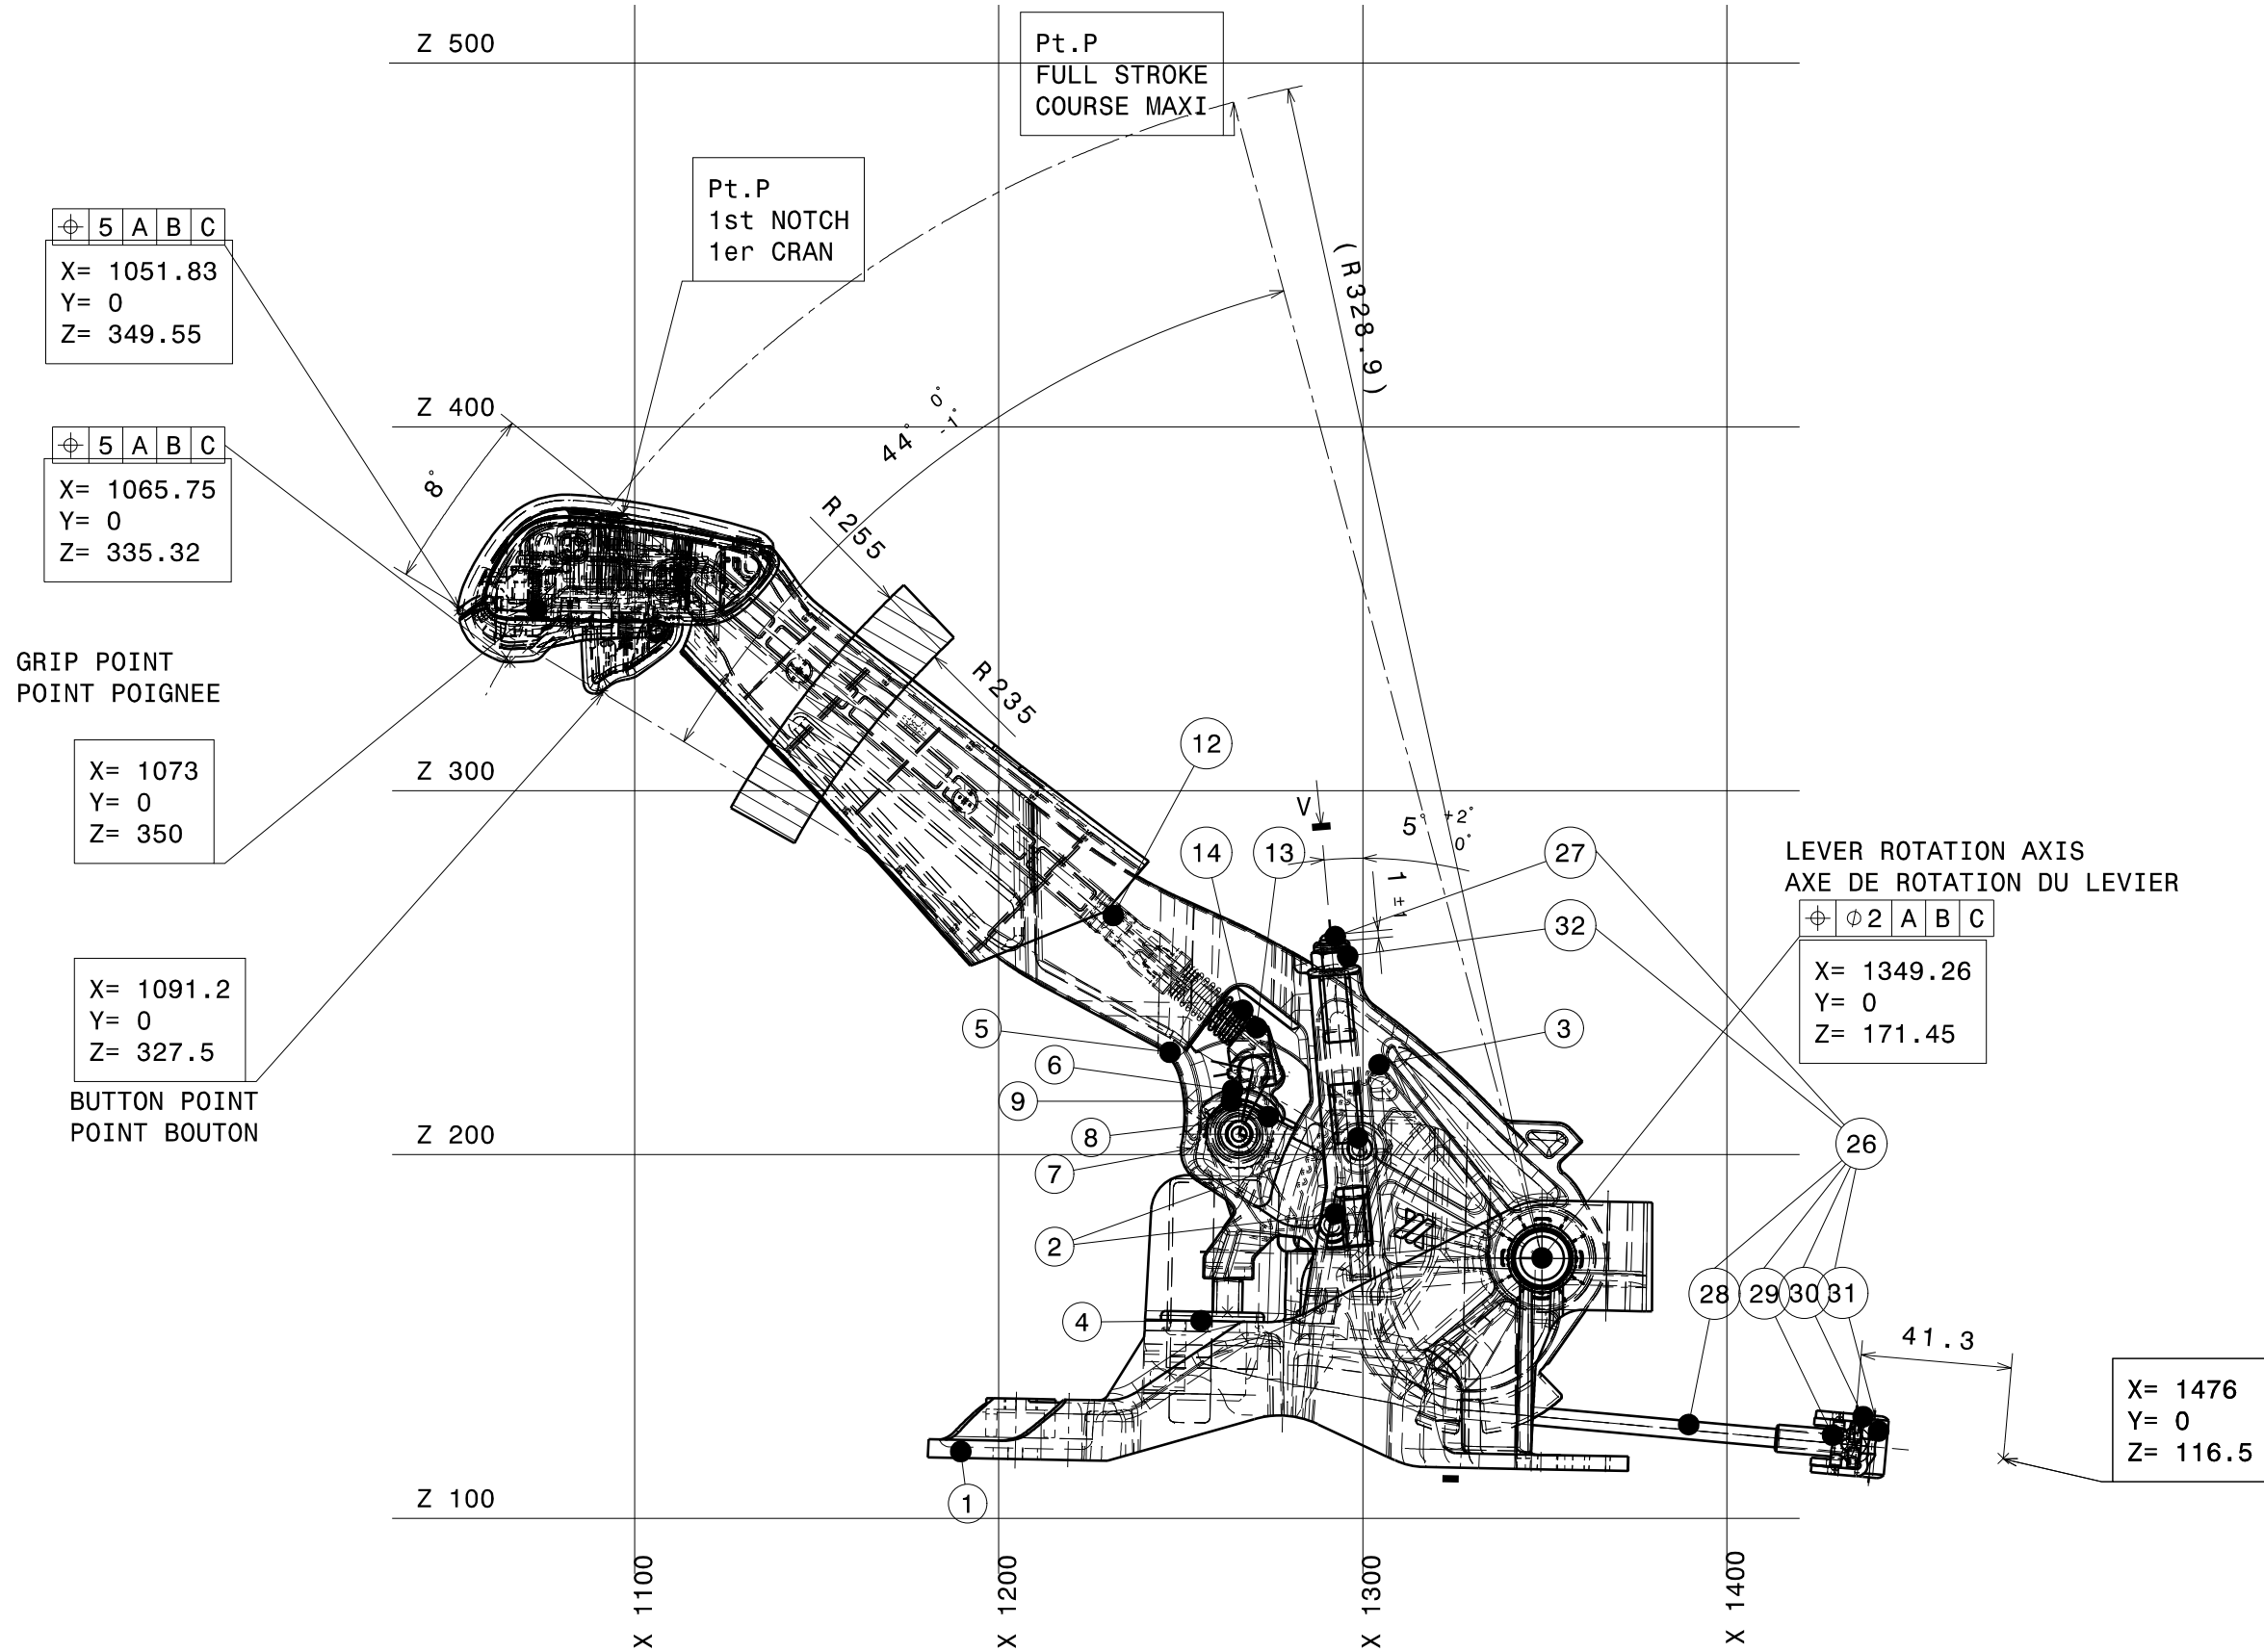 Z 500
Pt.P
FULL STROKE
COURSE MAXI
Pt.P
1st NOTCH
1er CRAN
⌖ 5 A B C
X= 1051.83
Y= 0
Z= 349.55
(R328.9)
Z 400
44° 0° -1°
⌖ 5 A B C
X= 1065.75
Y= 0
Z= 335.32
8°
R255
GRIP POINT
POINT POIGNEE
R235
X= 1073
Y= 0
Z= 350
Z 300
12
V
5° +2° 0°
14
13
27
1 ±1
LEVER ROTATION AXIS
AXE DE ROTATION DU LEVIER
⌖ ⌀2 A B C
X= 1349.26
Y= 0
Z= 171.45
32
X= 1091.2
Y= 0
Z= 327.5
BUTTON POINT
POINT BOUTON
5
3
6
9
Z 200
8
26
7
2
28
29
30
31
4
41.3
X= 1476
Y= 0
Z= 116.5
Z 100
1
X 1100
X 1200
X 1300
X 1400